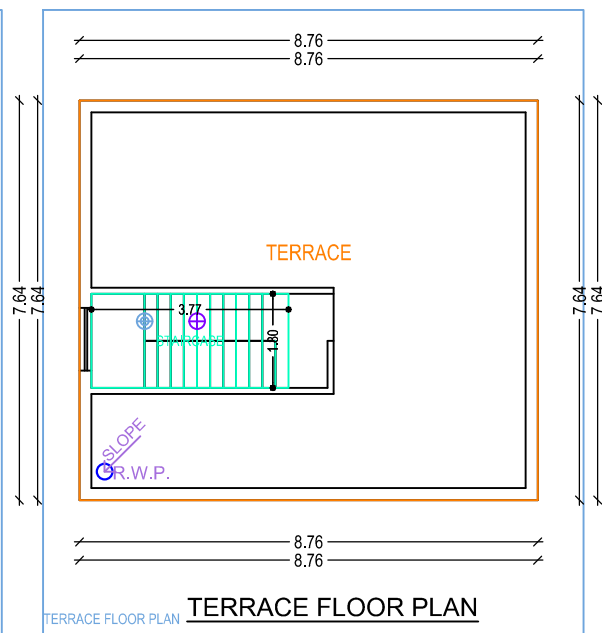 8.76
8.76
TERRACE
7.64
7.64
7.64
7.64
3.77
STAIRCASE
1.80
SLOPE
R.W.P.
8.76
8.76
TERRACE FLOOR PLAN
TERRACE FLOOR PLAN